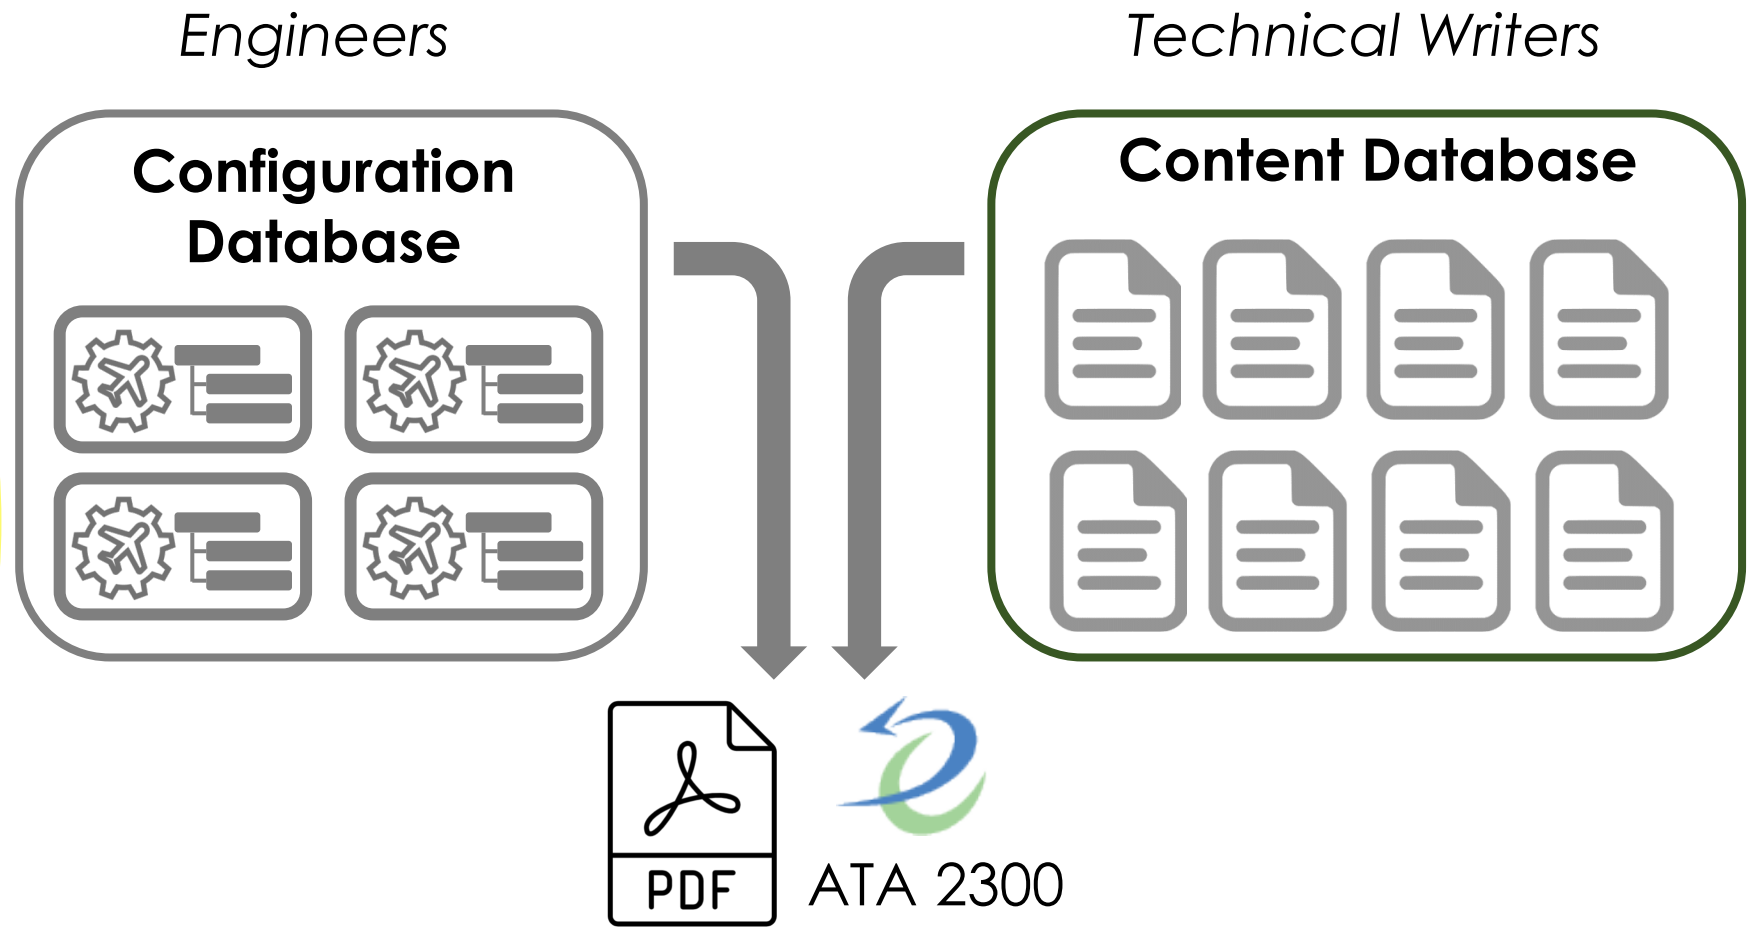 Engineers
Technical Writers
Configuration
Database
Content Database
PDF
ATA 2300